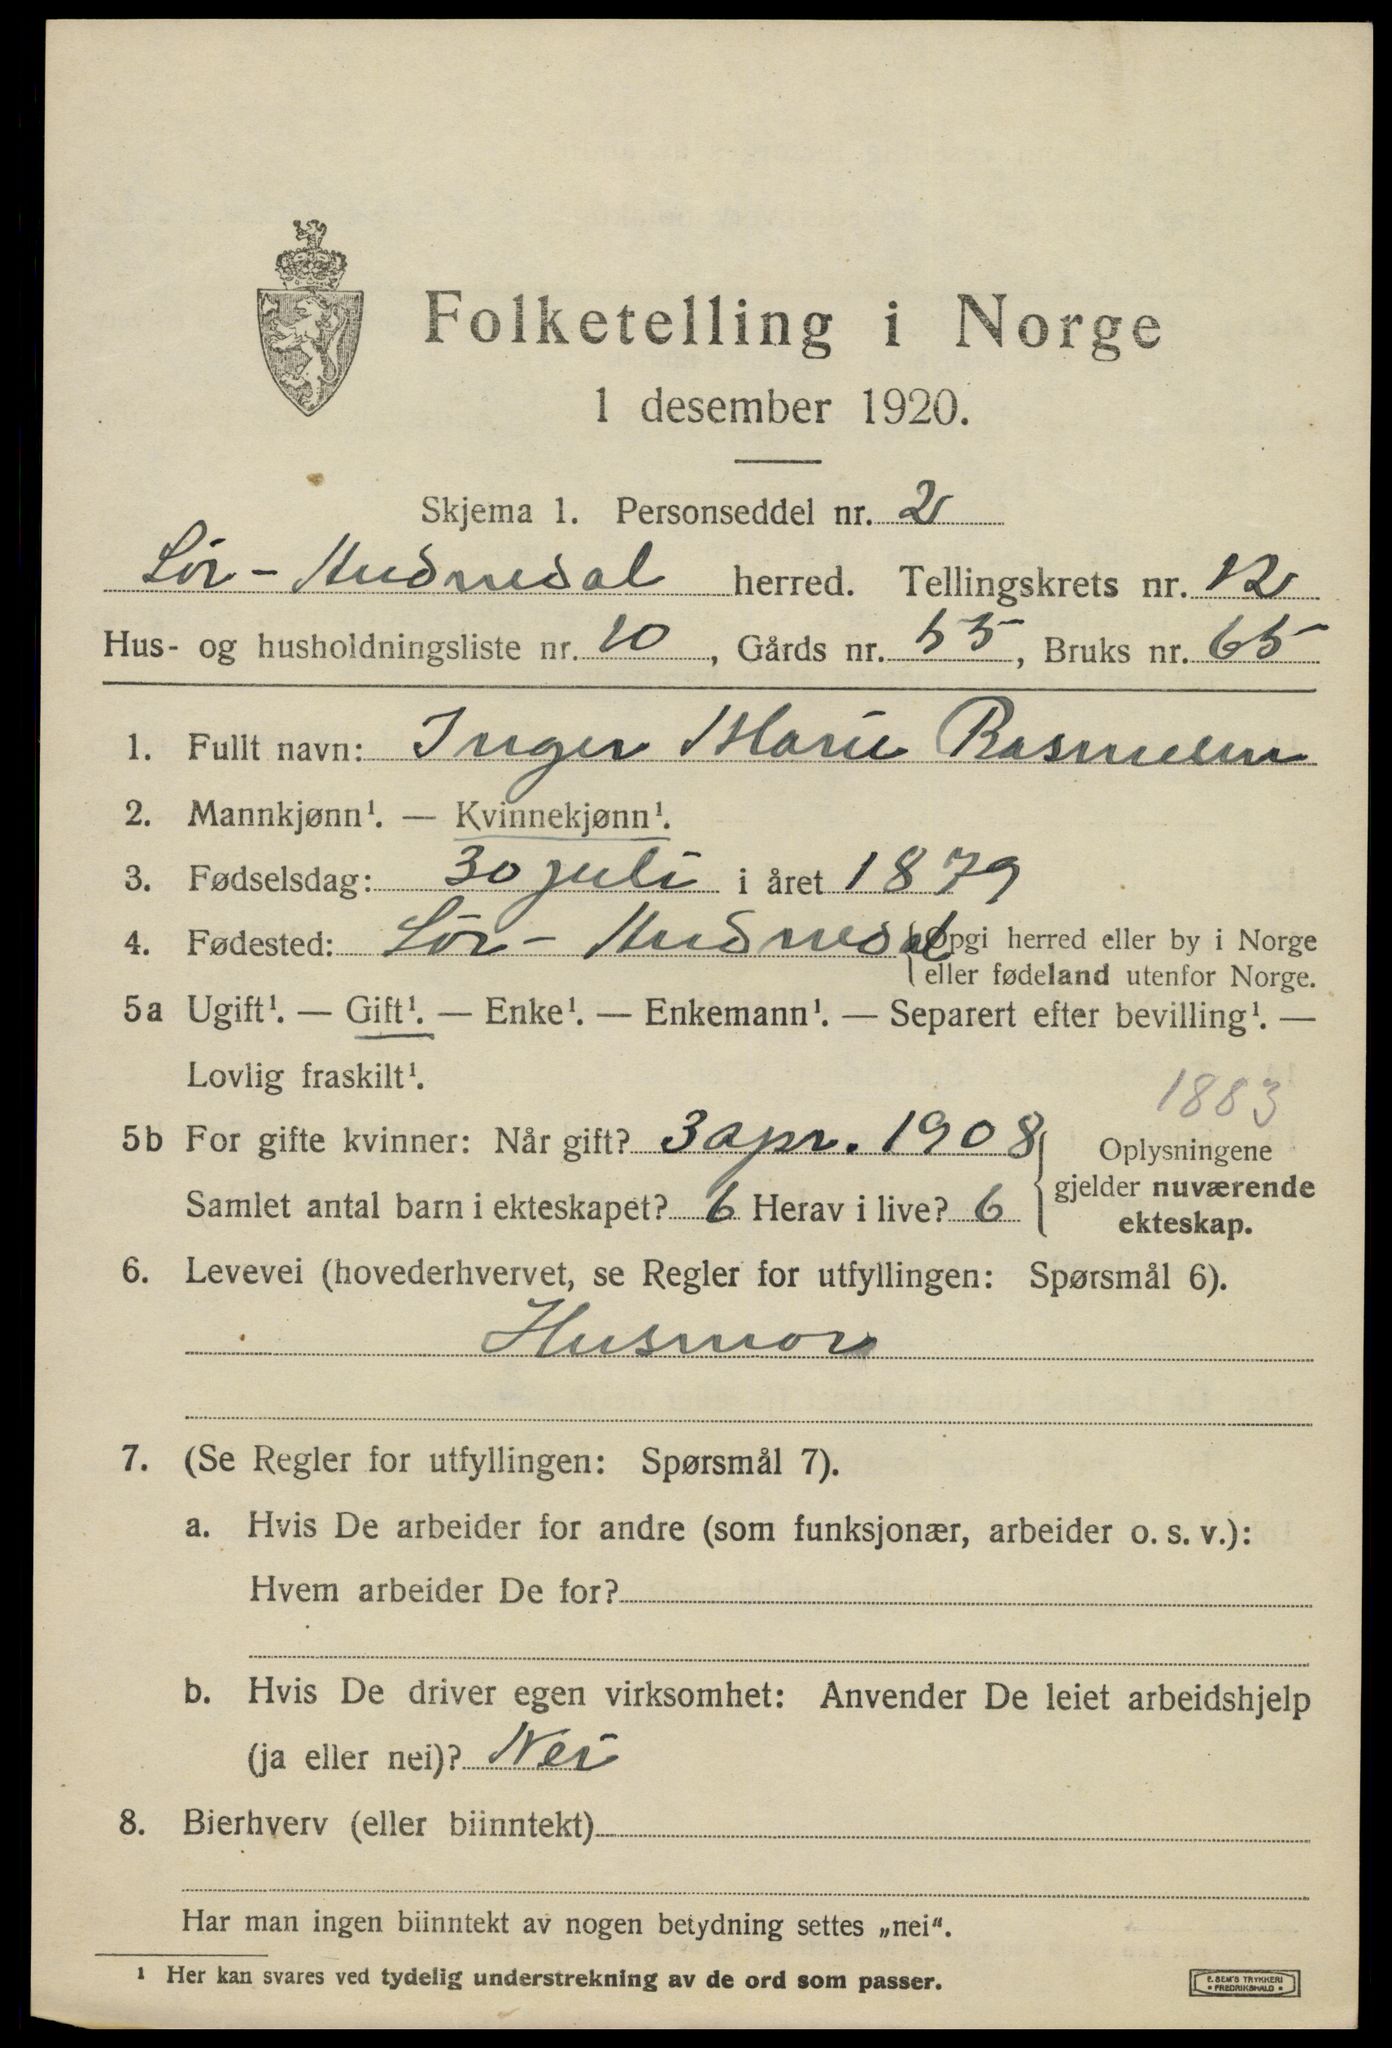 Folketelling i Norge
1 desember 1920.
Skjema 1. Personseddel nr. 2
Sør-Audnedal herred. Tellingskrets nr. 12
Hus- og husholdningsliste nr. 10, Gårds nr. 55, Bruks nr. 65
1. Fullt navn: Inger Marie Rasmusen
2. Mannkjønn¹. — Kvinnekjønn¹.
3. Fødselsdag: 30 juli i året 1879
4. Fødested: Sør-Audnedal {Opgi herred eller by i Norge
eller fødeland utenfor Norge.
5a Ugift¹. — Gift¹. — Enke¹. — Enkemann¹. — Separert efter bevilling¹. —
Lovlig fraskilt¹.
1883
5b For gifte kvinner: Når gift? 3 apr. 1908
Samlet antal barn i ekteskapet? 6 Herav i live? 6
Oplysningene
gjelder nuværende
ekteskap.
6. Levevei (hovederhvervet, se Regler for utfyllingen: Spørsmål 6).
Husmor
7. (Se Regler for utfyllingen: Spørsmål 7).
a. Hvis De arbeider for andre (som funksjonær, arbeider o. s. v.):
Hvem arbeider De for?
b. Hvis De driver egen virksomhet: Anvender De leiet arbeidshjelp
(ja eller nei)? Nei
8. Bierhverv (eller biinntekt)
Har man ingen biinntekt av nogen betydning settes „nei“.
¹ Her kan svares ved tydelig understrekning av de ord som passer.
E. SEM'S TRYKKERI
• FREDRIKSHALD •